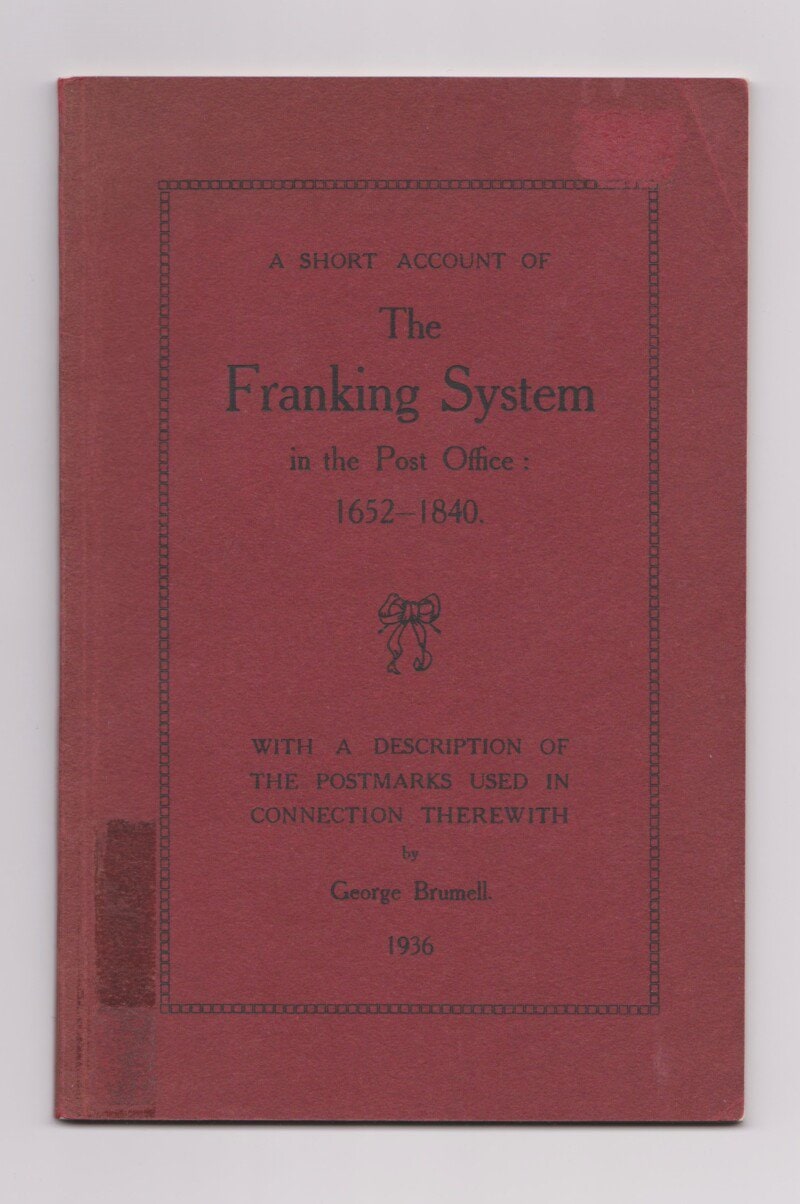 A SHORT ACCOUNT OF
The
Franking System
in the Post Office :
1652–1840.
WITH A DESCRIPTION OF
THE POSTMARKS USED IN
CONNECTION THEREWITH
by
George Brumell.
1936